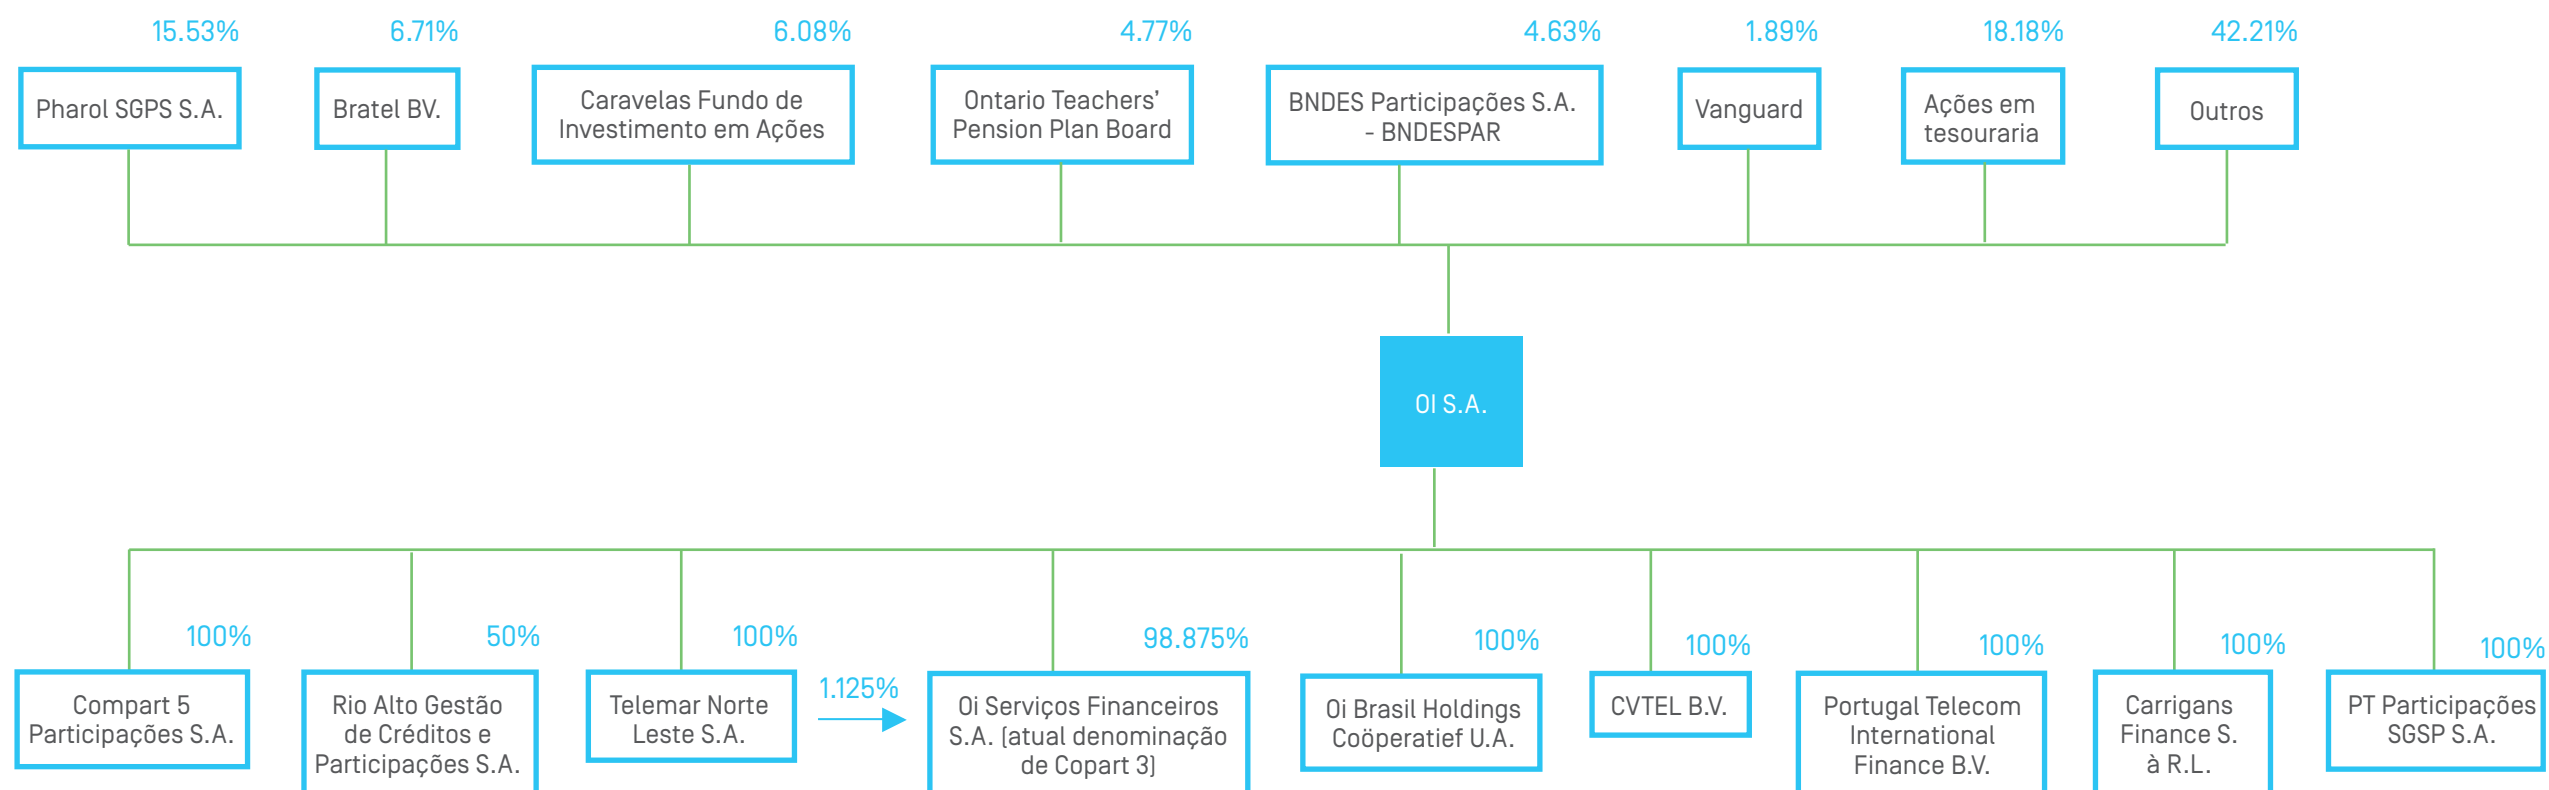 15.53%
6.71%
6.08%
4.77%
4.63%
1.89%
18.18%
42.21%
Pharol SGPS S.A.
Bratel BV.
Caravelas Fundo de
Investimento em Ações
Ontario Teachers’
Pension Plan Board
BNDES Participações S.A.
- BNDESPAR
Vanguard
Ações em
tesouraria
Outros
OI S.A.
100%
50%
100%
1.125%
98.875%
100%
100%
100%
100%
100%
Compart 5
Participações S.A.
Rio Alto Gestão
de Créditos e
Participações S.A.
Telemar Norte
Leste S.A.
Oi Serviços Financeiros
S.A. (atual denominação
de Copart 3)
Oi Brasil Holdings
Coöperatief U.A.
CVTEL B.V.
Portugal Telecom
International
Finance B.V.
Carrigans
Finance S.
à R.L.
PT Participações
SGSP S.A.